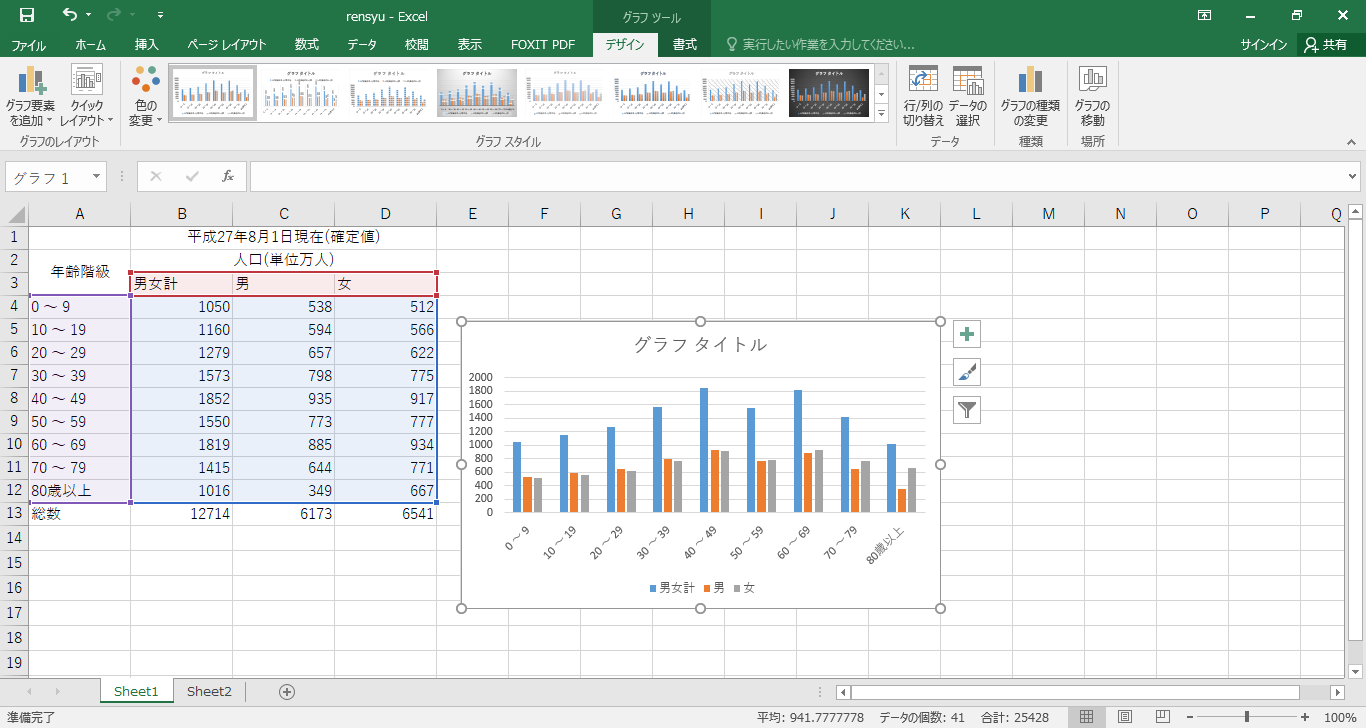 rensyu - Excel
グラフ ツール
ファイル ホーム 挿入 ページ レイアウト 数式 データ 校閲 表示 FOXIT PDF デザイン 書式 実行したい作業を入力してください... サインイン 共有
グラフ要素を追加 クイックレイアウト 色の変更 行/列の切り替え データの選択 グラフの種類の変更 グラフの移動
グラフのレイアウト グラフ スタイル データ 種類 場所
グラフ 1 fx
A B C D E F G H I J K L M N O P Q
1 平成27年8月1日現在(確定値)
2 年齢階級 人口(単位万人)
3 男女計 男 女
4 0 ～ 9 1050 538 512
5 10 ～ 19 1160 594 566
6 20 ～ 29 1279 657 622
7 30 ～ 39 1573 798 775
8 40 ～ 49 1852 935 917
9 50 ～ 59 1550 773 777
10 60 ～ 69 1819 885 934
11 70 ～ 79 1415 644 771
12 80歳以上 1016 349 667
13 総数 12714 6173 6541
14
15
16
17
18
19
グラフ タイトル
2000
1800
1600
1400
1200
1000
800
600
400
200
0
0 ～ 9 10 ～ 19 20 ～ 29 30 ～ 39 40 ～ 49 50 ～ 59 60 ～ 69 70 ～ 79 80歳以上
男女計 男 女
Sheet1 Sheet2
準備完了 平均: 941.7777778 データの個数: 41 合計: 25428 100%